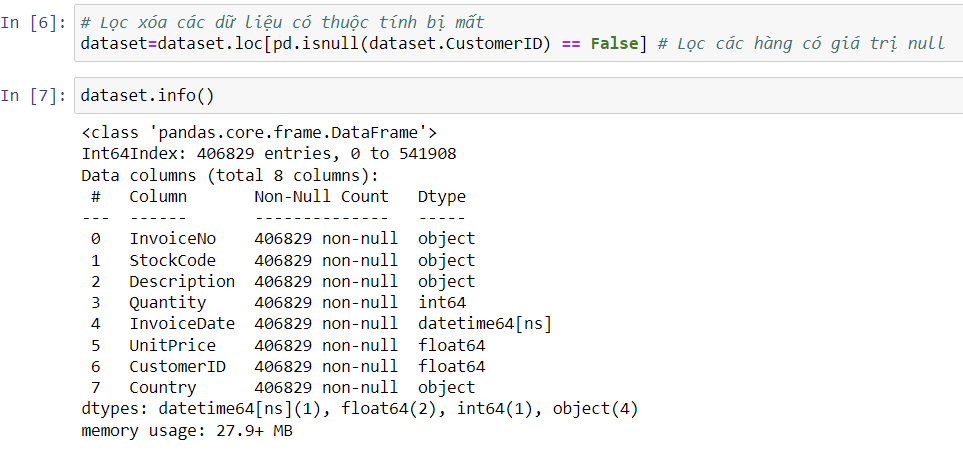 In [6]: # Lọc xóa các dữ liệu có thuộc tính bị mất
dataset=dataset.loc[pd.isnull(dataset.CustomerID) == False] # Lọc các hàng có giá trị null
In [7]: dataset.info()
<class 'pandas.core.frame.DataFrame'>
Int64Index: 406829 entries, 0 to 541908
Data columns (total 8 columns):
 #   Column       Non-Null Count   Dtype
---  ------       --------------   -----
 0   InvoiceNo    406829 non-null  object
 1   StockCode    406829 non-null  object
 2   Description  406829 non-null  object
 3   Quantity     406829 non-null  int64
 4   InvoiceDate  406829 non-null  datetime64[ns]
 5   UnitPrice    406829 non-null  float64
 6   CustomerID   406829 non-null  float64
 7   Country      406829 non-null  object
dtypes: datetime64[ns](1), float64(2), int64(1), object(4)
memory usage: 27.9+ MB